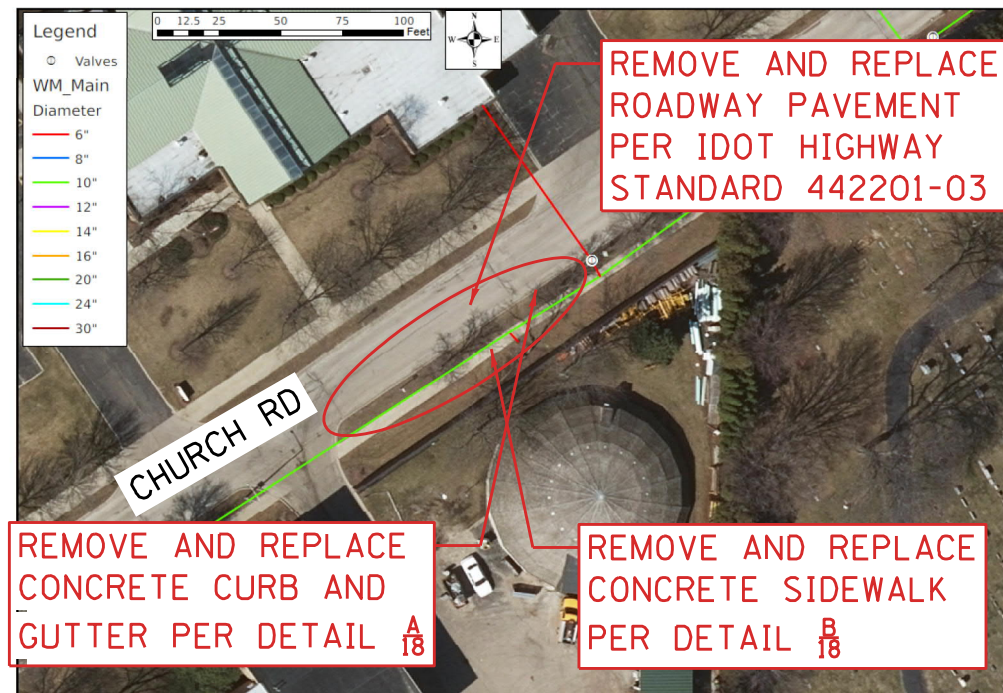 Legend
Valves
WM_Main
Diameter
6"
8"
10"
12"
14"
16"
20"
24"
30"
0 12.5 25 50 75 100
Feet
N
W E
S
REMOVE AND REPLACE
ROADWAY PAVEMENT
PER IDOT HIGHWAY
STANDARD 442201-03
CHURCH RD
REMOVE AND REPLACE
CONCRETE CURB AND
GUTTER PER DETAIL A/18
REMOVE AND REPLACE
CONCRETE SIDEWALK
PER DETAIL B/18